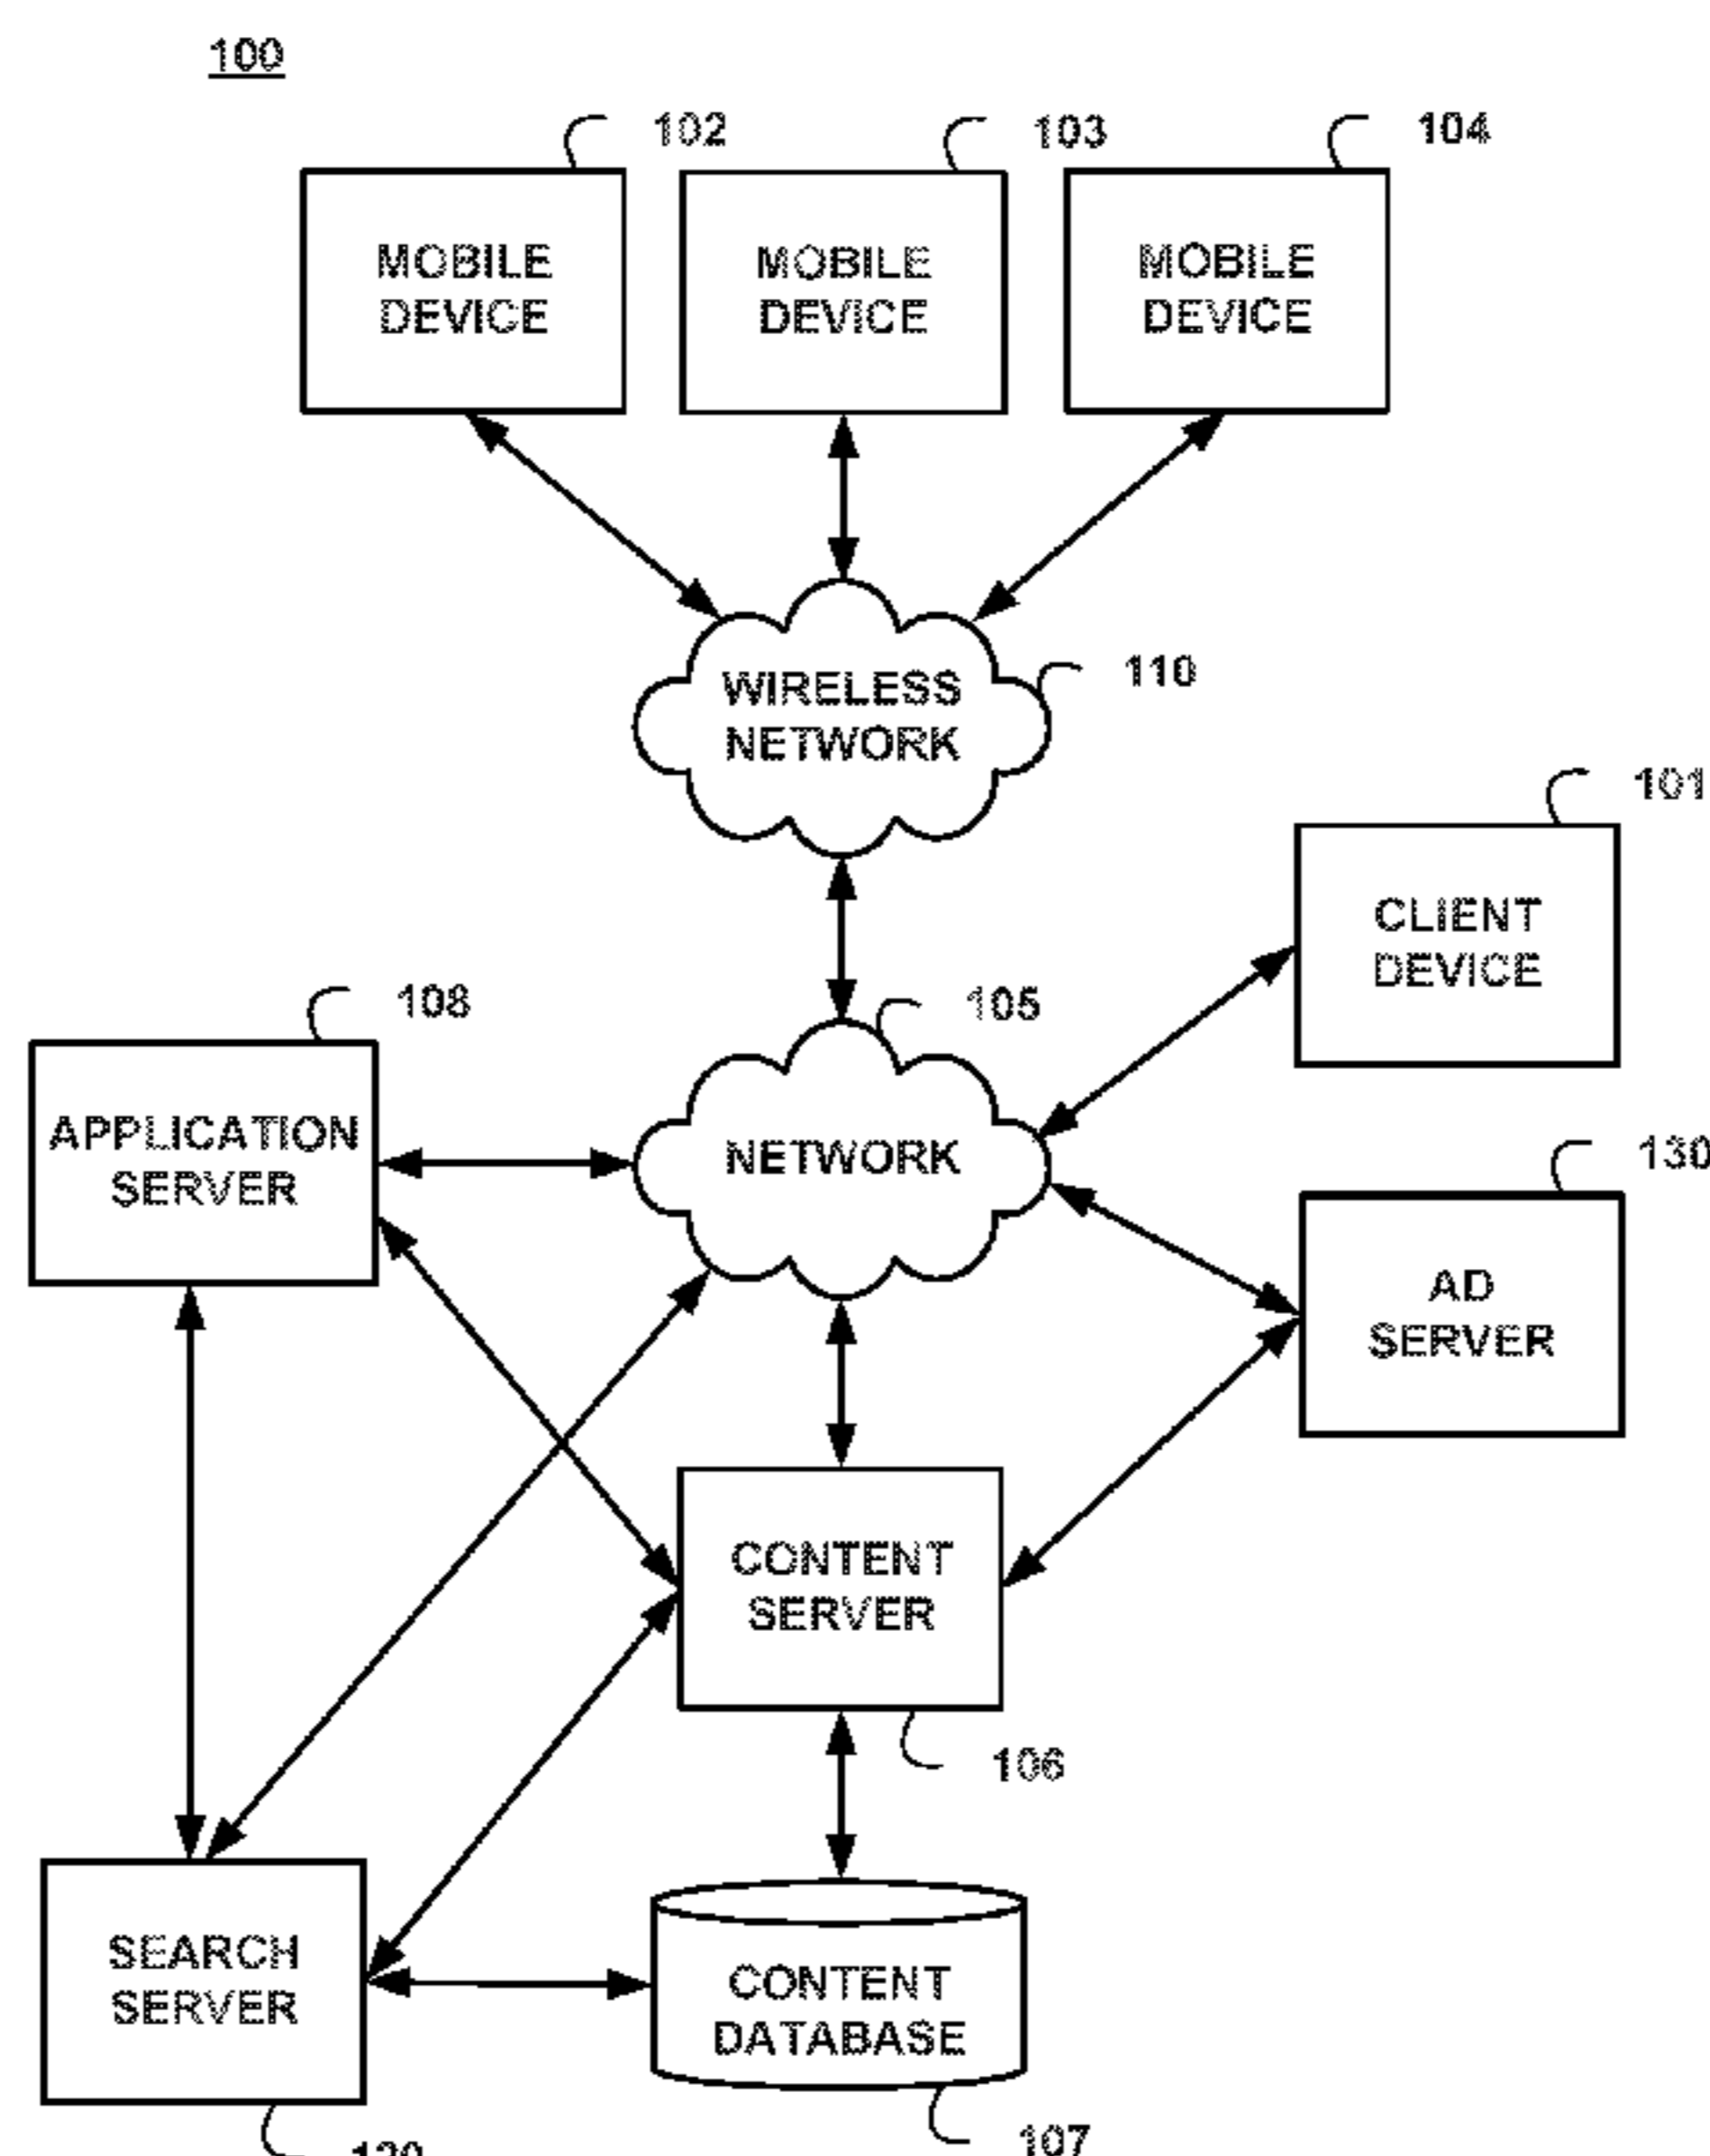 100
102
103
104
MOBILE
DEVICE
MOBILE
DEVICE
MOBILE
DEVICE
WIRELESS
NETWORK
110
101
CLIENT
DEVICE
108
105
APPLICATION
SERVER
NETWORK
130
AD
SERVER
CONTENT
SERVER
106
SEARCH
SERVER
CONTENT
DATABASE
120
107